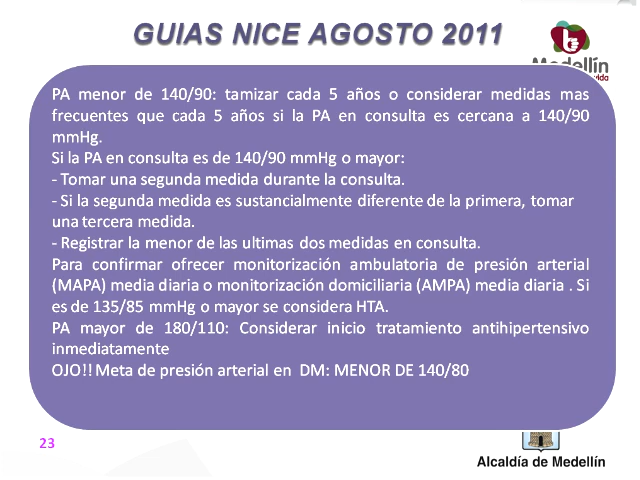 GUIAS NICE AGOSTO 2011
Medellín
vida
PA menor de 140/90: tamizar cada 5 años o considerar medidas mas
frecuentes que cada 5 años si la PA en consulta es cercana a 140/90
mmHg.
Si la PA en consulta es de 140/90 mmHg o mayor:
- Tomar una segunda medida durante la consulta.
- Si la segunda medida es sustancialmente diferente de la primera, tomar
una tercera medida.
- Registrar la menor de las ultimas dos medidas en consulta.
Para confirmar ofrecer monitorización ambulatoria de presión arterial
(MAPA) media diaria o monitorización domiciliaria (AMPA) media diaria . Si
es de 135/85 mmHg o mayor se considera HTA.
PA mayor de 180/110: Considerar inicio tratamiento antihipertensivo
inmediatamente
OJO!! Meta de presión arterial en DM: MENOR DE 140/80
23
Alcaldía de Medellín